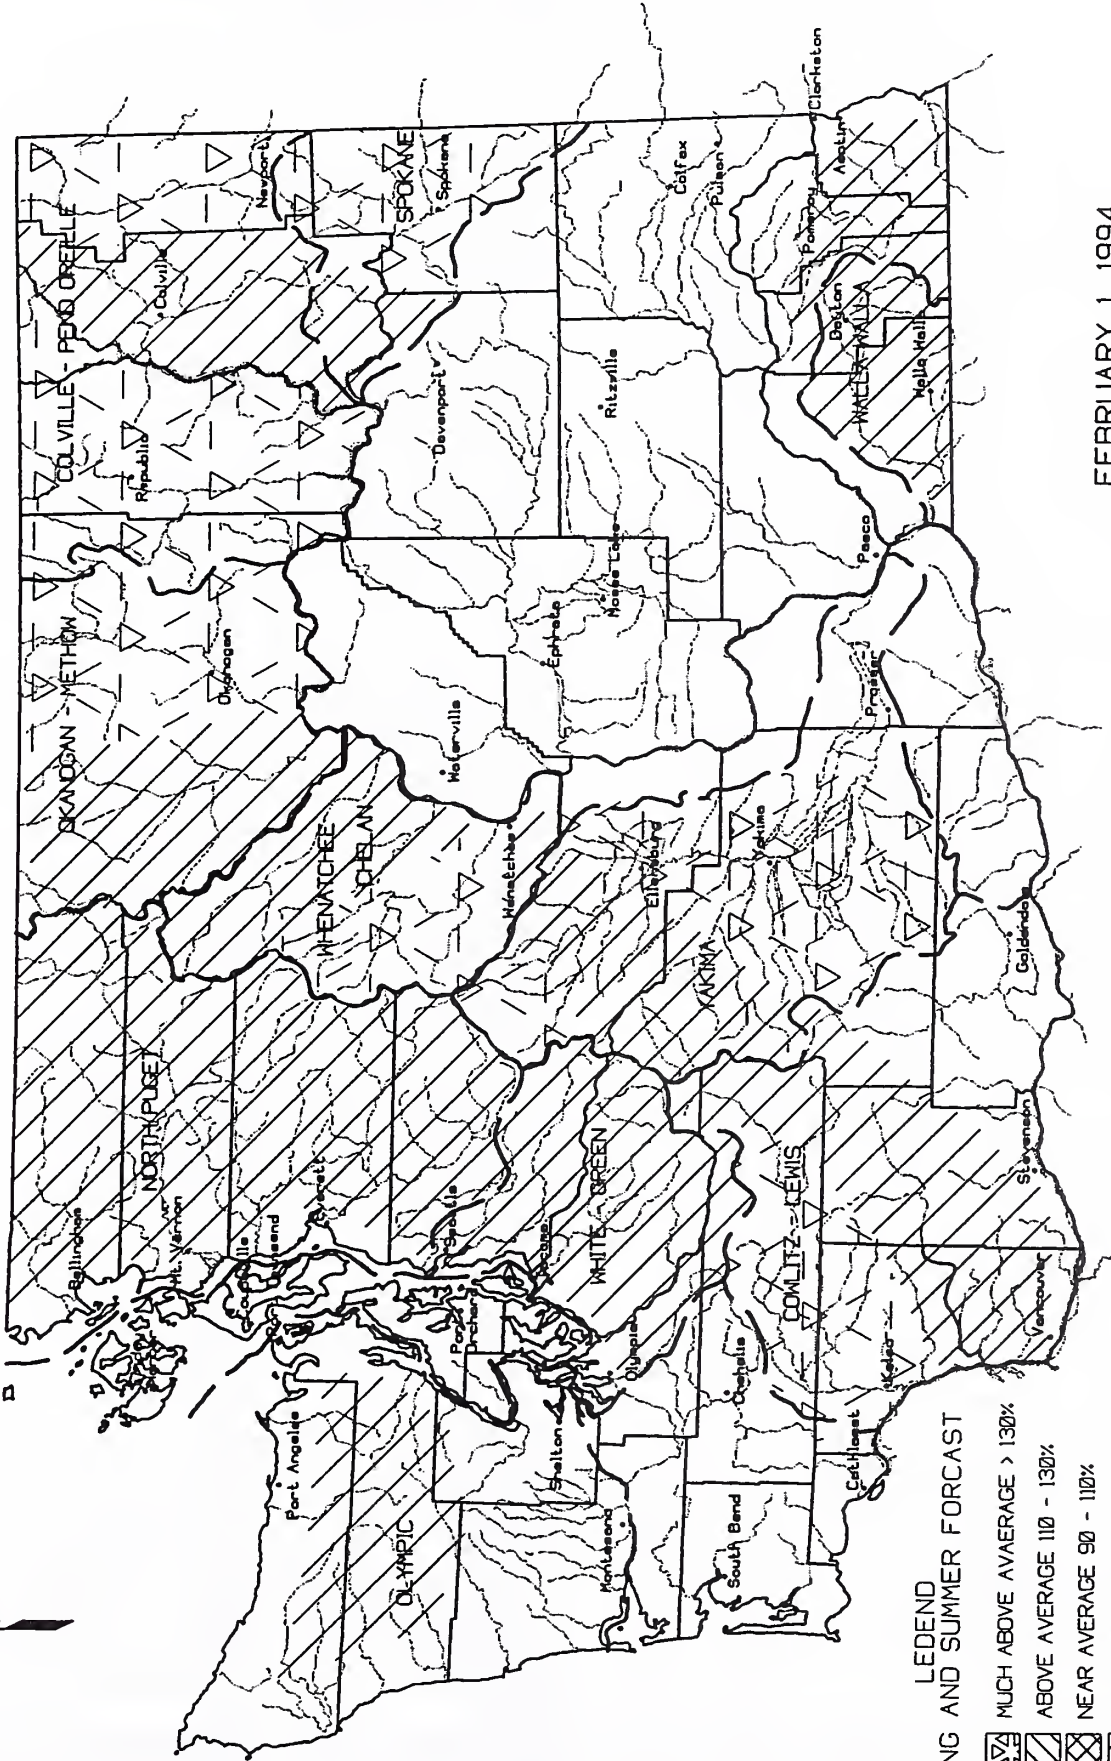 COLVILLE - PEND OREILLE
OKANOGAN - METHOW
NORTH PUGET
OLYMPIC
SPOKANE
WHENATCHEE
CHELAN
YAKIMA
WHITE - GREEN
COWLITZ - LEWIS
WALLA-WALLA
Newport
Colville
Republic
Okanogan
Bellingham
Mt. Vernon
Everett
Port Angeles
Spokane
Davenport
Waterville
Wenatchee
Seattle
Port
Orchard
Ephrata
Moses Lake
Ritzville
Ellensburg
Shelton
Olympia
Montesano
Colfax
Yakima
Chehalis
South Bend
Pomeroy
Clarkston
Asotin
Dayton
Pasco
Prosser
Walla Walla
Kelso
Cathlamet
Goldendale
Stevenson
Vancouver
LEDEND
NG AND SUMMER FORCAST
MUCH ABOVE AVAERAGE > 130%
ABOVE AVERAGE 110 - 130%
NEAR AVERAGE 90 - 110%
FEBRUARY 1, 1994